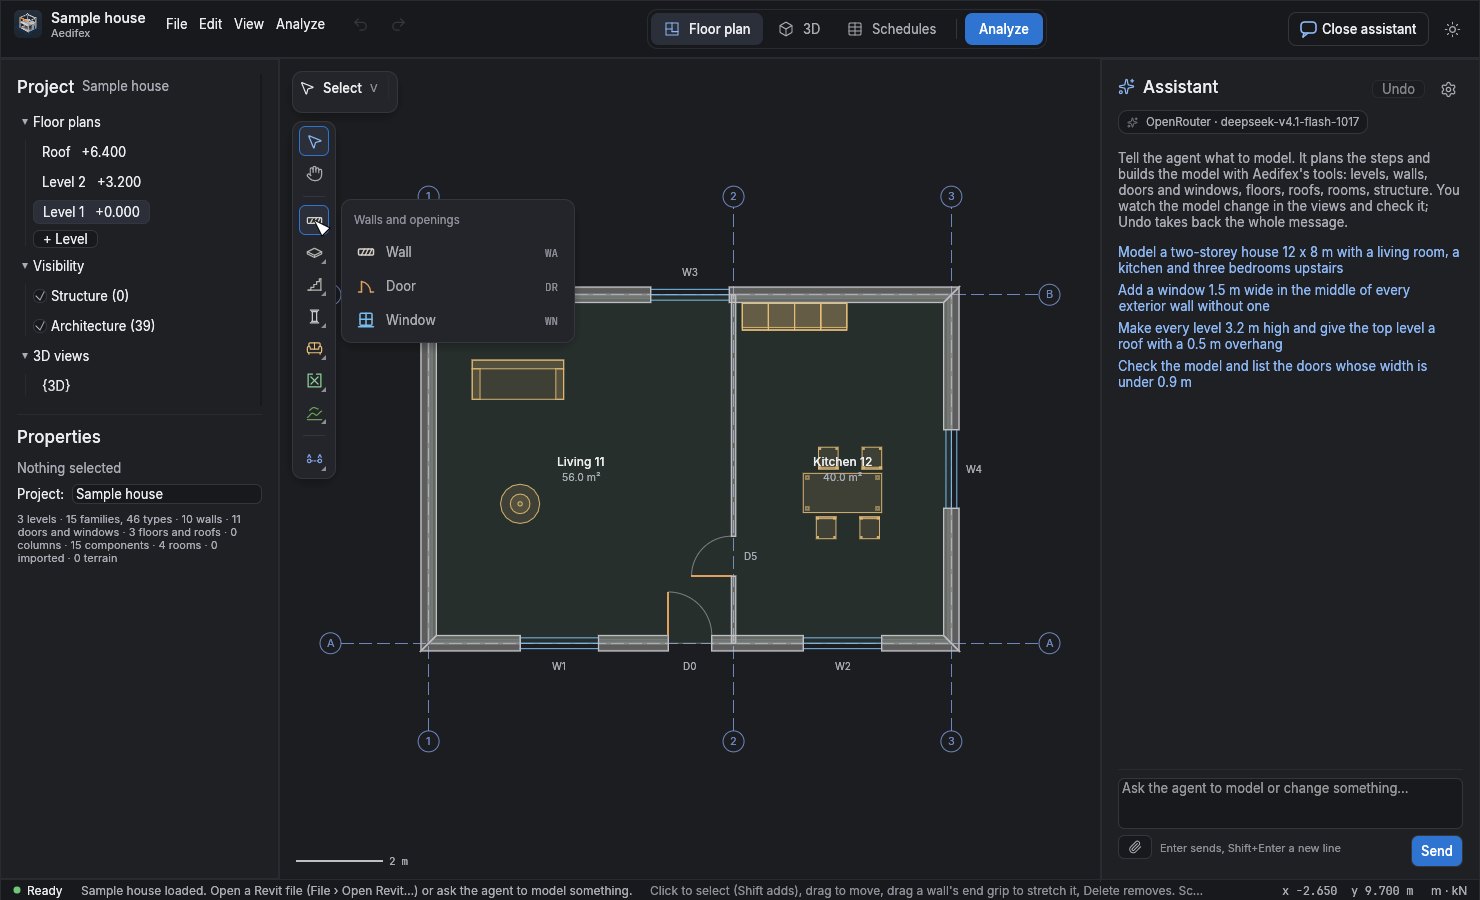 Sample house
Aedifex
File Edit View Analyze
Floor plan
3D
Schedules
Analyze
Close assistant
Project Sample house
Floor plans
Roof +6.400
Level 2 +3.200
Level 1 +0.000
+ Level
Visibility
Structure (0)
Architecture (39)
3D views
{3D}
Properties
Nothing selected
Project: Sample house
3 levels · 15 families, 46 types · 10 walls · 11
doors and windows · 3 floors and roofs · 0
columns · 15 components · 4 rooms · 0
imported · 0 terrain
Select V
Walls and openings
Wall WA
Door DR
Window WN
1
2
3
W3
B
W4
Living 11
56.0 m²
Kitchen 12
40.0 m²
D5
A
A
W1
D0
W2
1
2
3
2 m
Assistant
Undo
OpenRouter · deepseek-v4.1-flash-1017
Tell the agent what to model. It plans the steps and
builds the model with Aedifex's tools: levels, walls,
doors and windows, floors, roofs, rooms, structure. You
watch the model change in the views and check it;
Undo takes back the whole message.
Model a two-storey house 12 x 8 m with a living room, a
kitchen and three bedrooms upstairs
Add a window 1.5 m wide in the middle of every
exterior wall without one
Make every level 3.2 m high and give the top level a
roof with a 0.5 m overhang
Check the model and list the doors whose width is
under 0.9 m
Ask the agent to model or change something...
Enter sends, Shift+Enter a new line
Send
Ready
Sample house loaded. Open a Revit file (File › Open Revit...) or ask the agent to model something.
Click to select (Shift adds), drag to move, drag a wall's end grip to stretch it, Delete removes. Sc...
x -2.650 y 9.700 m
m · kN